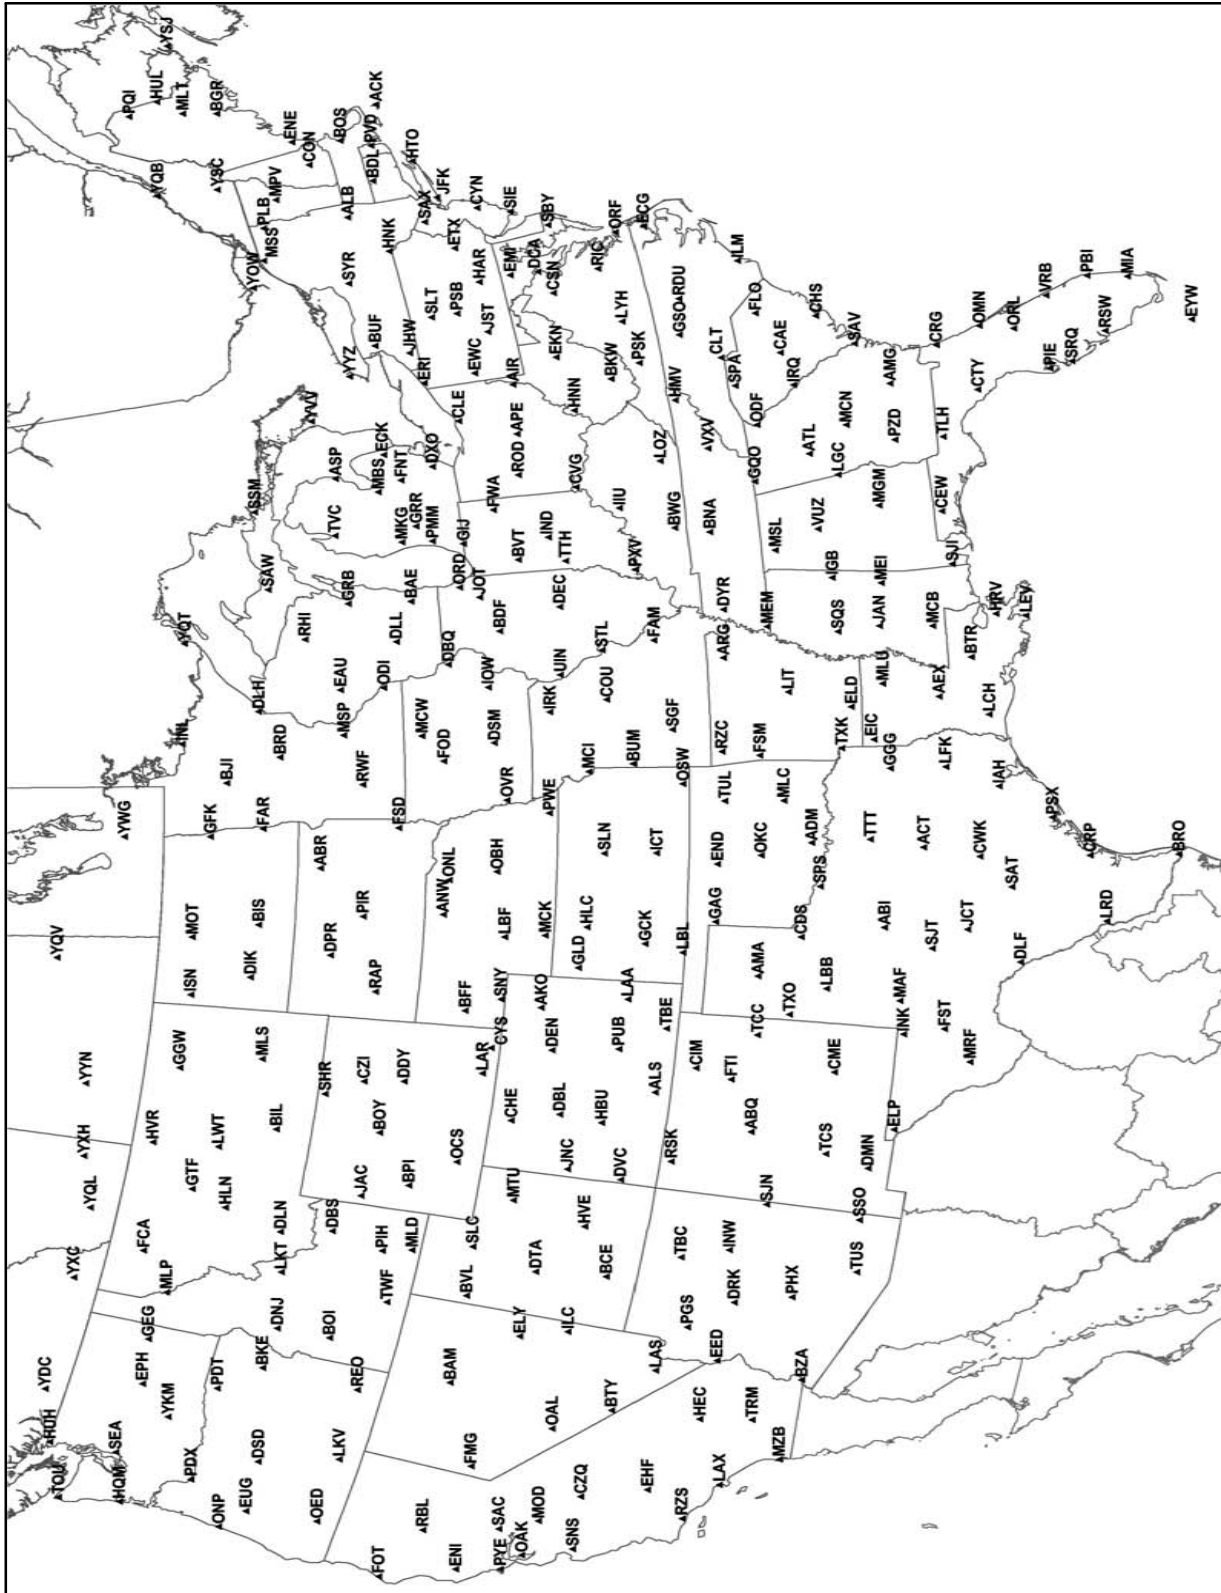 YSJ
HUL
PQI
MLT
BGR
ACK
ENE
BOS
CON
PVD
YQB
YSC
BDL
HTO
MPV
JFK
PLB
ALB
SAX
CYN
MSS
SIE
HNK
ETX
SBY
YOW
ORF
ECG
SYR
HAR
EMI
DCA
RIC
ILM
SLT
PSB
CSN
RDU
PBI
MIA
BUF
JST
LYH
GSO
FLO
CHS
OMN
VRB
EYW
JHW
EKN
ORL
YYZ
ERI
EWC
PSK
CLT
CAE
SAV
CRG
RSW
AIR
BKW
SPA
SRQ
HMV
IRQ
AMG
CTY
PIE
CLE
HNN
YVV
APE
ODF
MCN
ECK
VXV
ATL
PZD
TLH
ASP
DXO
ROD
LOZ
MBS
FNT
CVG
GQO
LGC
SSM
GRR
FWA
IIU
MGM
CEW
TVC
MKG
PMM
GIJ
IND
BWG
BNA
VUZ
BVT
TTH
MSL
SJI
SAW
ORD
PXV
IGB
MEI
GRB
BAE
JOT
DEC
DYR
HRV
LEV
YQT
RHI
DLL
BDF
FAM
MEM
SQS
JAN
MCB
DBQ
STL
ARG
BTR
EAU
ODI
IOW
UIN
DLH
COU
LIT
MLU
AEX
MSP
MCW
IRK
ELD
LCH
INL
BRD
DSM
SGF
RZC
EIC
FOD
FSM
TXK
BJI
RWF
MCI
BUM
OSW
GGG
LFK
IAH
YWG
OVR
PWE
TUL
MLC
GFK
FAR
FSD
PSX
ABR
SLN
ICT
END
OKC
ADM
TTT
ACT
CWK
CRP
BRO
ONL
OBH
SPS
SAT
ANW
MOT
BIS
PIR
LBF
MCK
HLC
GCK
GAG
CDS
ABI
JCT
LRD
YQV
DPR
GLD
LBL
SJT
DIK
AMA
LBB
DLF
ISN
RAP
BFF
SNY
AKO
LAA
TXO
MAF
CYS
TBE
TCC
INK
FST
GGW
MLS
DEN
PUB
MRF
YYN
SHR
CZI
DDY
LAR
ALS
CIM
FTI
CME
HVR
LWT
BIL
BOY
CHE
DBL
HBU
ABQ
ELP
YXH
OCS
JNC
RSK
TCS
DMN
GTF
JAC
BPI
MTU
DVC
SJN
YQL
HLN
DLN
DBS
HVE
SSO
FCA
PIH
MLD
SLC
TBC
INW
YXC
MLP
LKT
TWF
BVL
DTA
BCE
DRK
PHX
TUS
GEG
DNJ
BOI
ELY
ILC
PGS
BKE
LAS
EED
YDC
EPH
PDT
REO
BAM
BZA
YKM
BTY
HEC
TRM
HUH
SEA
OAL
PDX
DSD
LKV
FMG
MZB
TOU
HQM
EUG
CZQ
EHF
LAX
ONP
OED
RBL
SAC
MOD
RZS
OAK
SNS
FOT
ENI
PYE